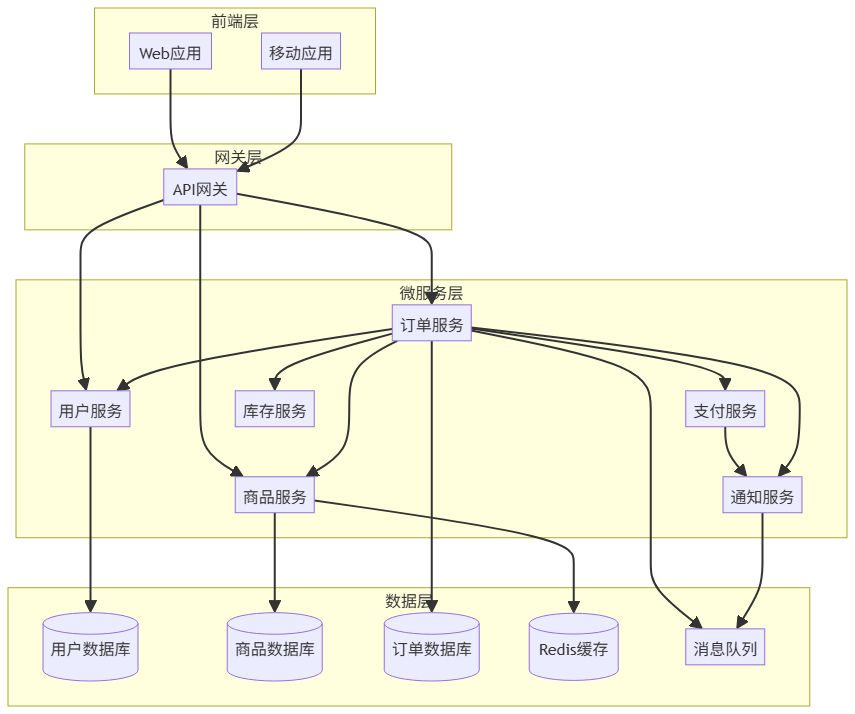 前端层
Web应用
移动应用
网关层
API网关
微服务层
订单服务
用户服务
库存服务
支付服务
商品服务
通知服务
数据层
用户数据库
商品数据库
订单数据库
Redis缓存
消息队列